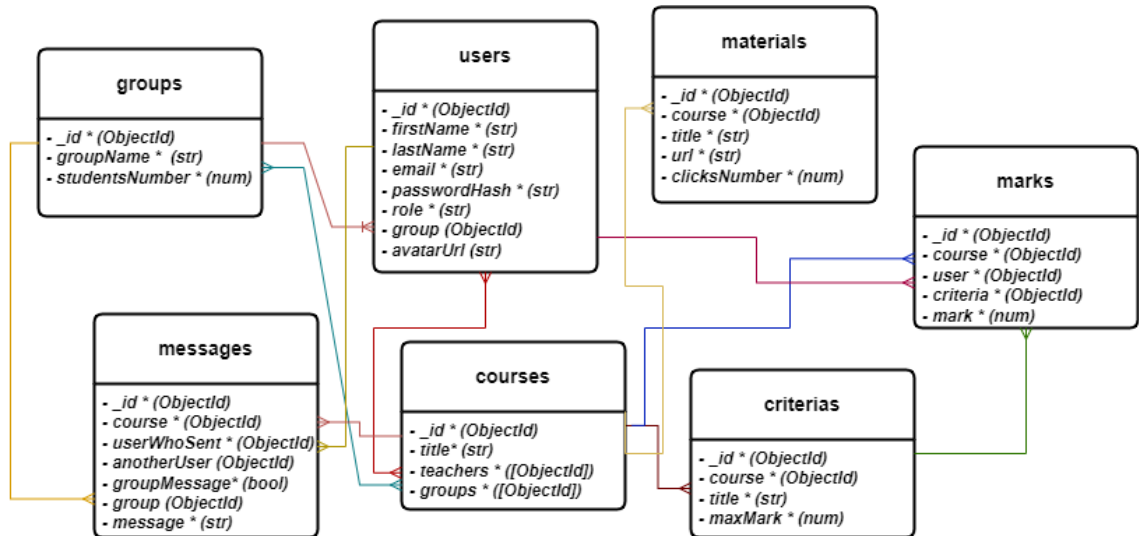 groups
- _id * (ObjectId)
- groupName *  (str)
- studentsNumber * (num)
users
- _id * (ObjectId)
- firstName * (str)
- lastName * (str)
- email * (str)
- passwordHash * (str)
- role * (str)
- group (ObjectId)
- avatarUrl (str)
materials
- _id * (ObjectId)
- course * (ObjectId)
- title * (str)
- url * (str)
- clicksNumber * (num)
marks
- _id * (ObjectId)
- course * (ObjectId)
- user * (ObjectId)
- criteria * (ObjectId)
- mark * (num)
messages
- _id * (ObjectId)
- course * (ObjectId)
- userWhoSent * (ObjectId)
- anotherUser (ObjectId)
- groupMessage* (bool)
- group (ObjectId)
- message * (str)
courses
- _id * (ObjectId)
- title* (str)
- teachers * ([ObjectId])
- groups * ([ObjectId])
criterias
- _id * (ObjectId)
- course * (ObjectId)
- title * (str)
- maxMark * (num)